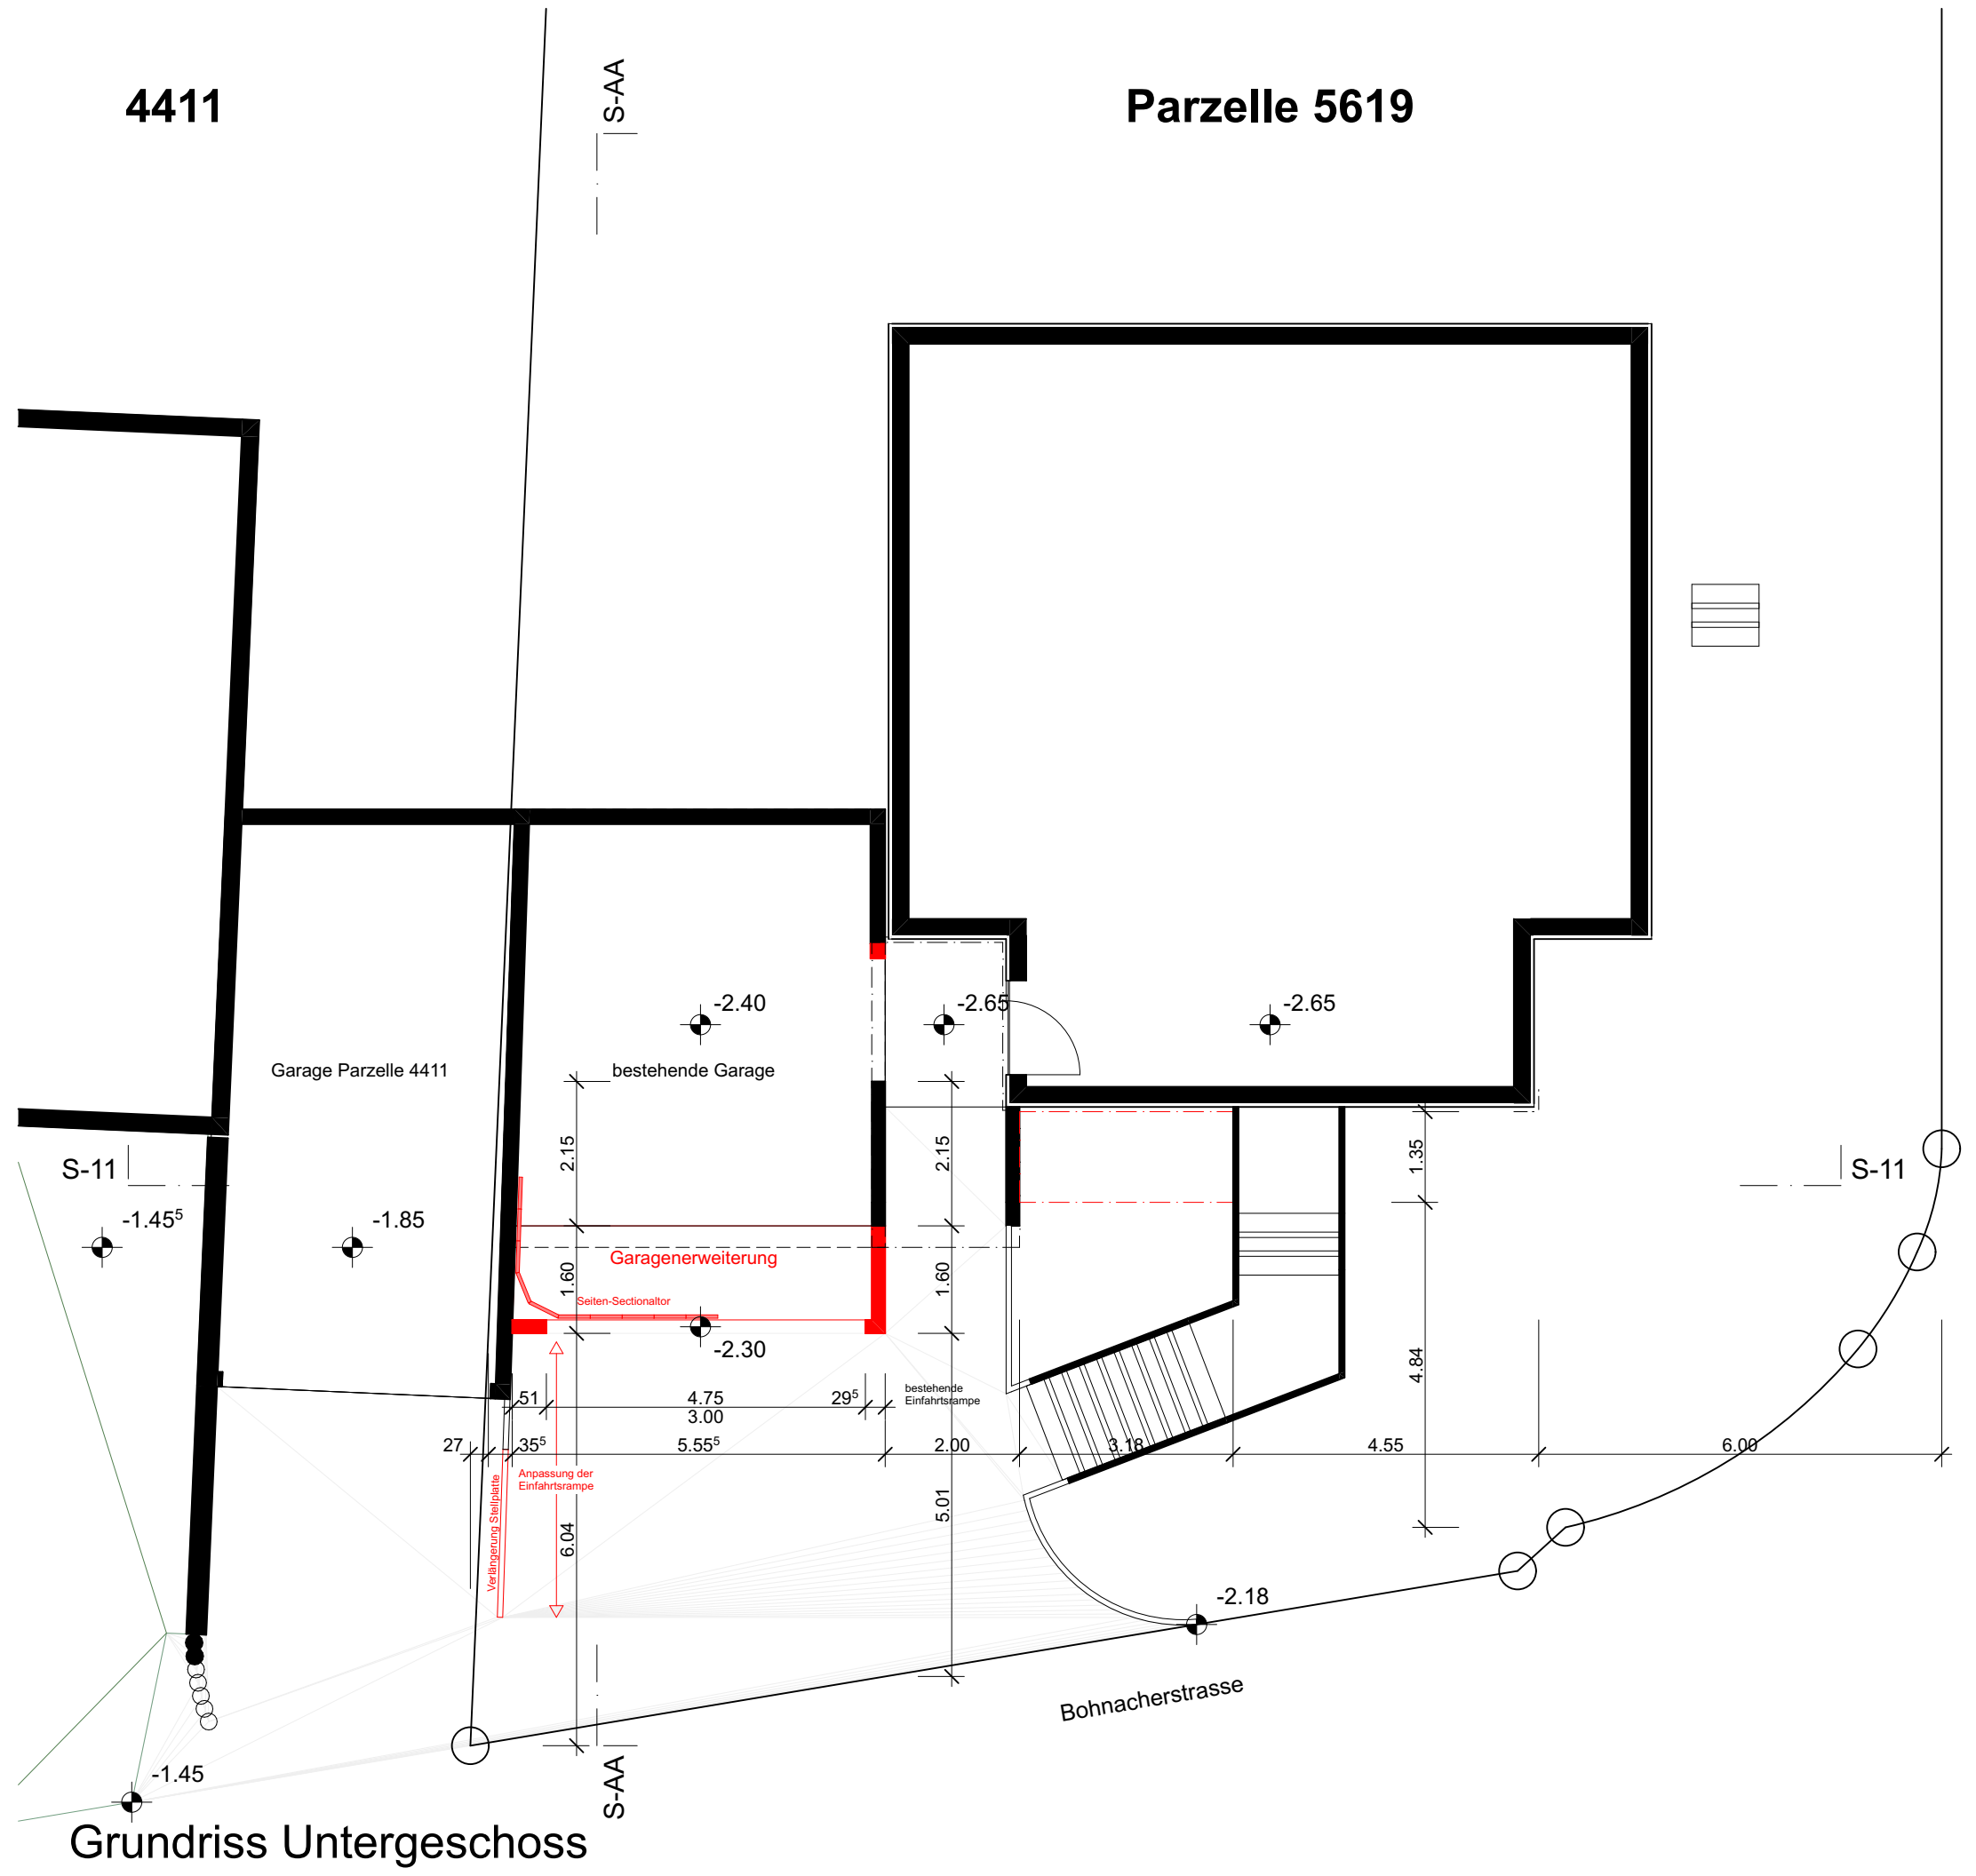 S-AA
4411
Parzelle 5619
-2.40
-2.65
-2.65
Garage Parzelle 4411
bestehende Garage
2.15
2.15
1.35
S-11
S-11
-1.45⁵
-1.85
Garagenerweiterung
1.60
1.60
Seiten-Sectionaltor
-2.30
4.84
51
4.75
29⁵
bestehende
Einfahrtsrampe
3.00
27
35⁵
5.55⁵
2.00
3.18
4.55
6.00
Anpassung der
Einfahrtsrampe
Verlängerung Stellplatte
5.01
6.04
-2.18
Bohnacherstrasse
-1.45
S-AA
Grundriss Untergeschoss